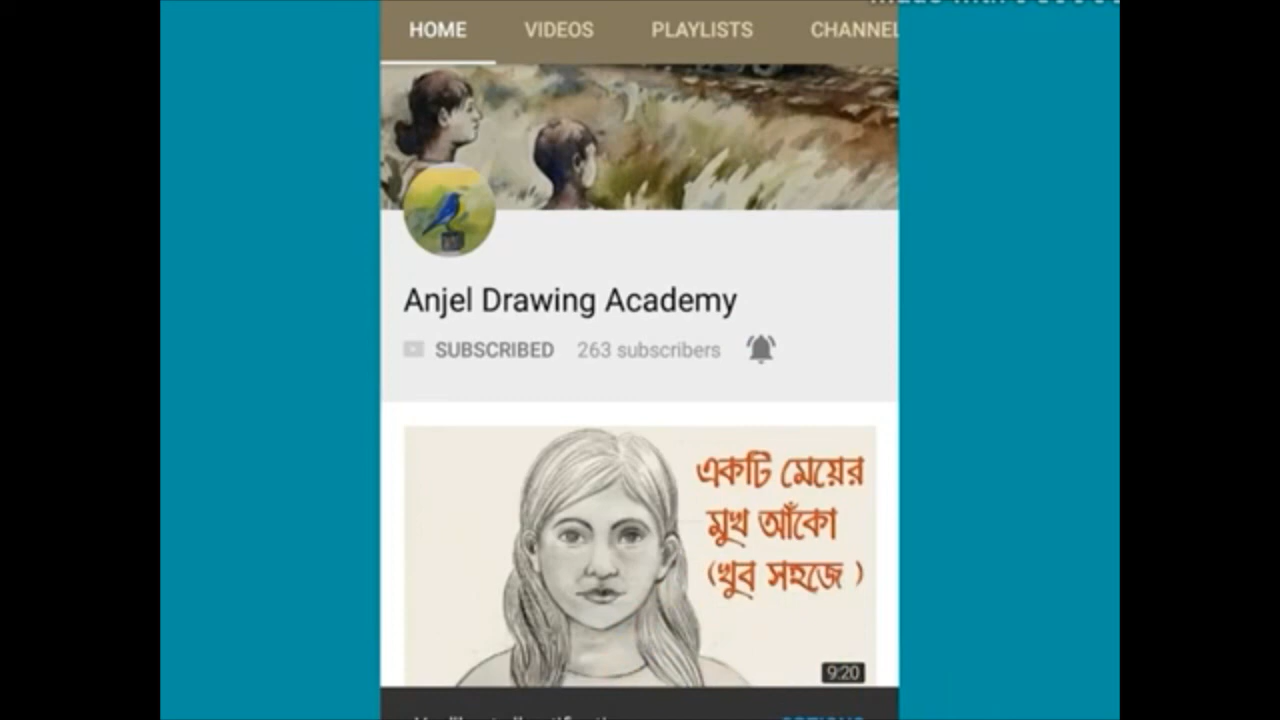 HOME VIDEOS PLAYLISTS CHANNEL
Anjel Drawing Academy
SUBSCRIBED 263 subscribers
একটি মেয়ের
মুখ আঁকো
(খুব সহজে )
9:20